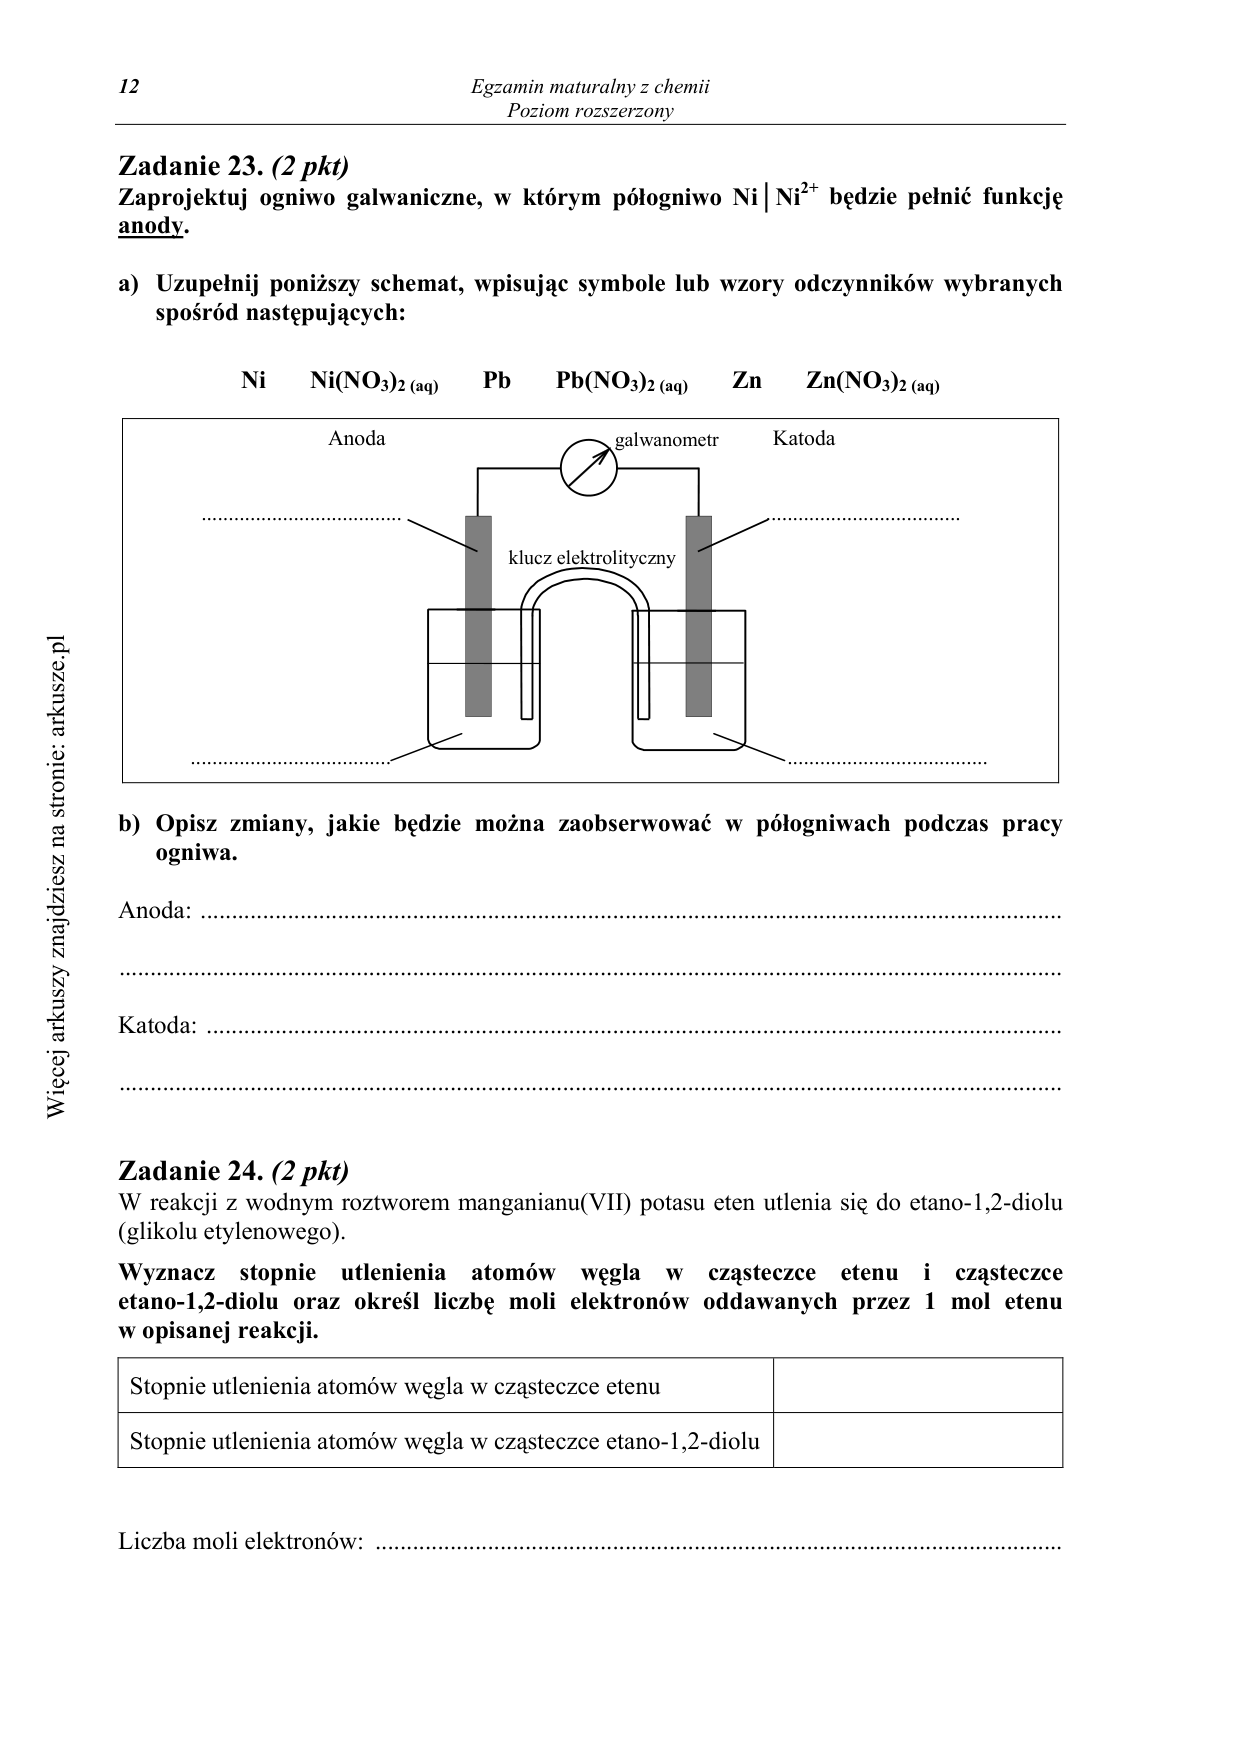 12
Egzamin maturalny z chemii
Poziom rozszerzony
Zadanie 23. (2 pkt)
Zaprojektuj ogniwo galwaniczne, w którym półogniwo Ni│Ni²⁺ będzie pełnić funkcję
anody.
a) Uzupełnij poniższy schemat, wpisując symbole lub wzory odczynników wybranych
spośród następujących:
Ni Ni(NO₃)₂ (aq) Pb Pb(NO₃)₂ (aq) Zn Zn(NO₃)₂ (aq)
Anoda galwanometr Katoda
...................................... ......................................
klucz elektrolityczny
...................................... ......................................
b) Opisz zmiany, jakie będzie można zaobserwować w półogniwach podczas pracy
ogniwa.
Anoda: ..........................................................................................................................................
.......................................................................................................................................................
Katoda: .........................................................................................................................................
.......................................................................................................................................................
Zadanie 24. (2 pkt)
W reakcji z wodnym roztworem manganianu(VII) potasu eten utlenia się do etano-1,2-diolu
(glikolu etylenowego).
Wyznacz stopnie utlenienia atomów węgla w cząsteczce etenu i cząsteczce
etano-1,2-diolu oraz określ liczbę moli elektronów oddawanych przez 1 mol etenu
w opisanej reakcji.
Stopnie utlenienia atomów węgla w cząsteczce etenu
Stopnie utlenienia atomów węgla w cząsteczce etano-1,2-diolu
Liczba moli elektronów: ..............................................................................................................
Więcej arkuszy znajdziesz na stronie: arkusze.pl